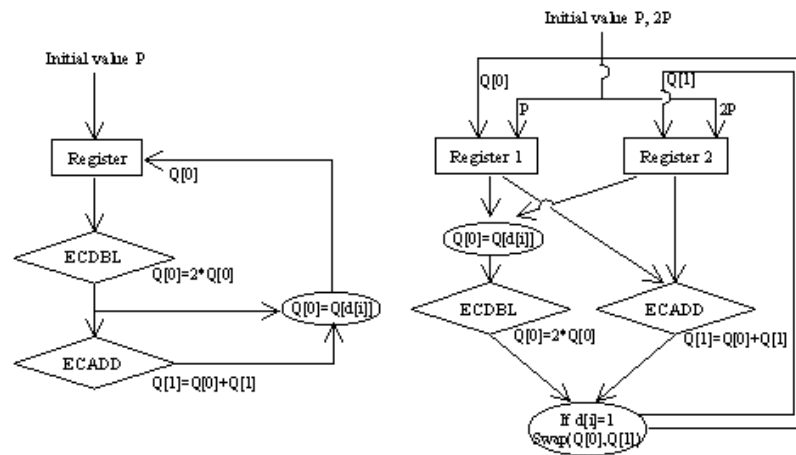 Initial value P
Register
Q[0]
ECDBL
Q[0]=2*Q[0]
Q[0]=Q[d[i]]
ECADD
Q[1]=Q[0]+Q[1]
Initial value P, 2P
Q[0]
Q[1]
P
2P
Register 1
Register 2
Q[0]=Q[d[i]]
ECDBL
ECADD
Q[0]=2*Q[0]
Q[1]=Q[0]+Q[1]
If d[i]=1
Swap(Q[0],Q[1])